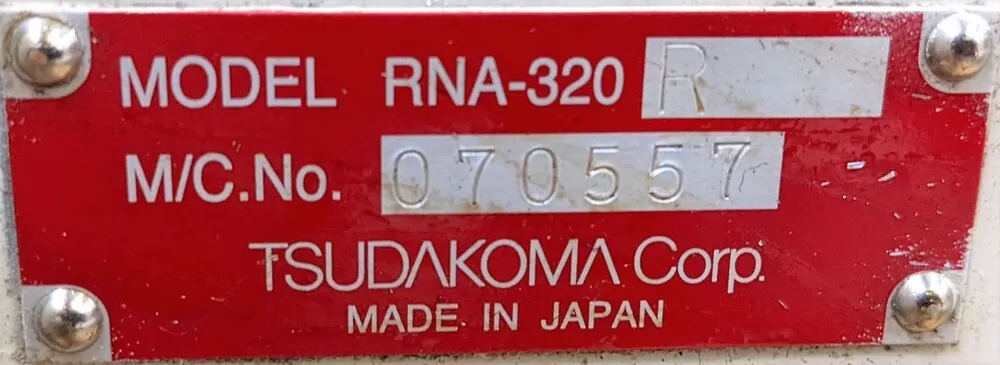 MODEL RNA-320 R
M/C.No. 070557
TSUDAKOMA Corp.
MADE IN JAPAN